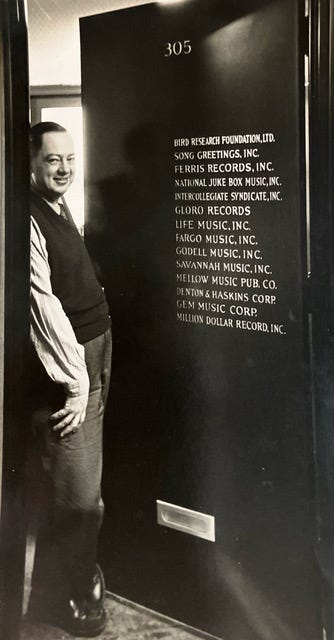 305
BIRD RESEARCH FOUNDATION, LTD.
SONG GREETINGS, INC.
FERRIS RECORDS, INC.
NATIONAL JUKE BOX MUSIC, INC.
INTERCOLLEGIATE SYNDICATE, INC.
GLORO RECORDS
LIFE MUSIC, INC.
FARGO MUSIC, INC.
GODELL MUSIC, INC.
SAVANNAH MUSIC, INC.
MELLOW MUSIC PUB. CO.
DENTON & HASKINS CORP.
GEM MUSIC CORP.
MILLION DOLLAR RECORD, INC.